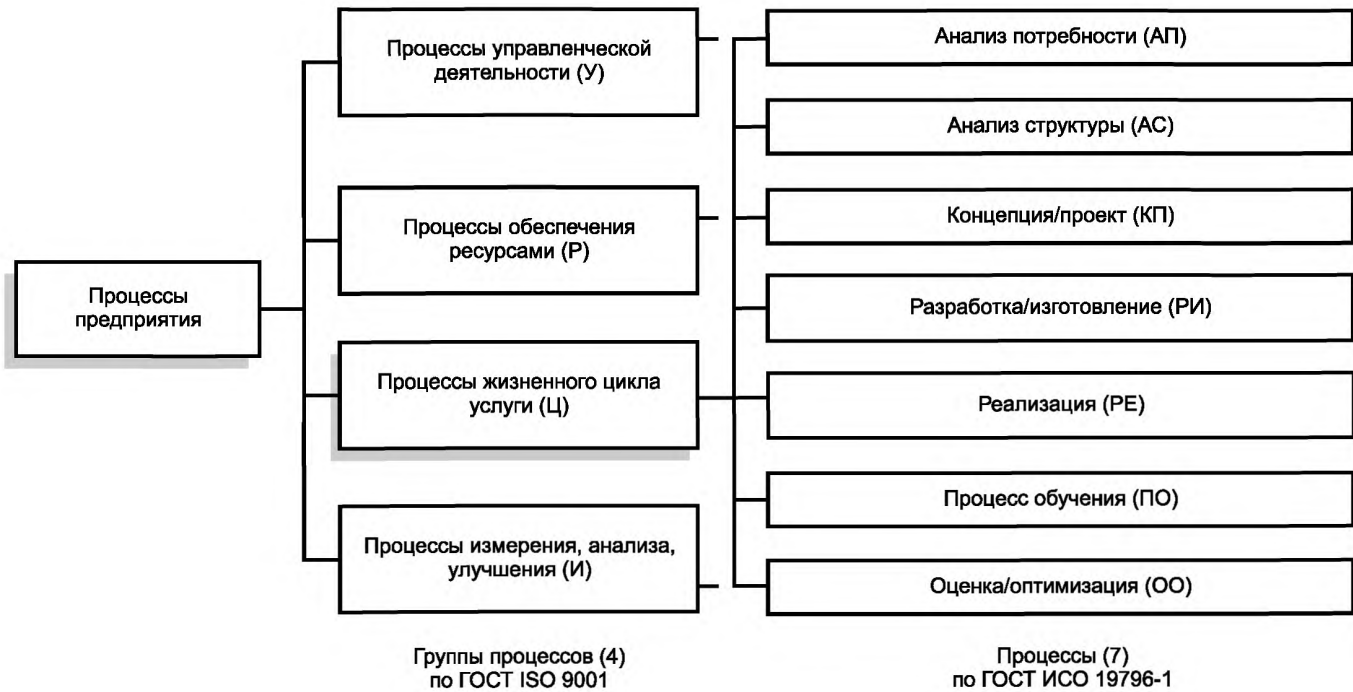 Процессы
предприятия
Процессы управленческой
деятельности (У)
Процессы обеспечения
ресурсами (Р)
Процессы жизненного цикла
услуги (Ц)
Процессы измерения, анализа,
улучшения (И)
Группы процессов (4)
по ГОСТ ISO 9001
Анализ потребности (АП)
Анализ структуры (АС)
Концепция/проект (КП)
Разработка/изготовление (РИ)
Реализация (РЕ)
Процесс обучения (ПО)
Оценка/оптимизация (ОО)
Процессы (7)
по ГОСТ ИСО 19796-1